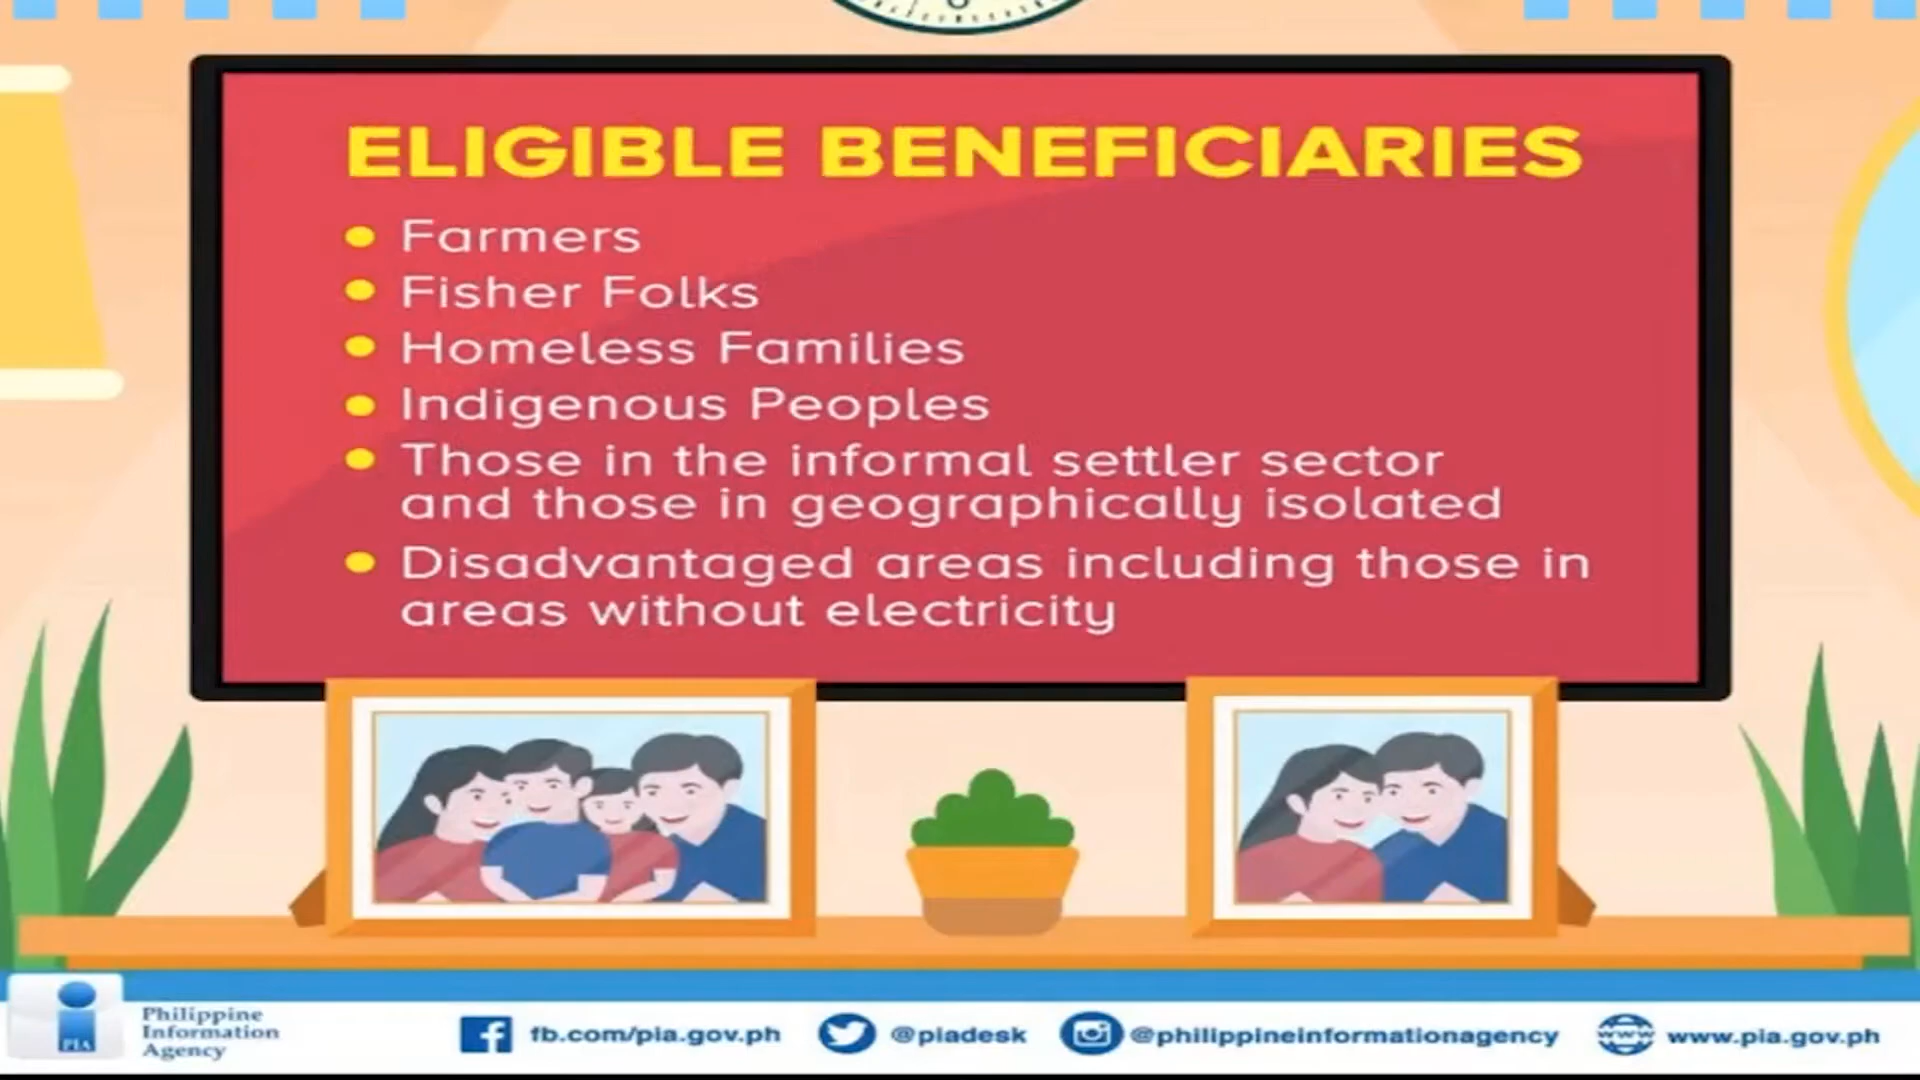 ELIGIBLE BENEFICIARIES
Farmers
Fisher Folks
Homeless Families
Indigenous Peoples
Those in the informal settler sector
and those in geographically isolated
Disadvantaged areas including those in
areas without electricity
PIA
Philippine
Information
Agency
fb.com/pia.gov.ph
@piadesk
@philippineinformationagency
www
www.pia.gov.ph